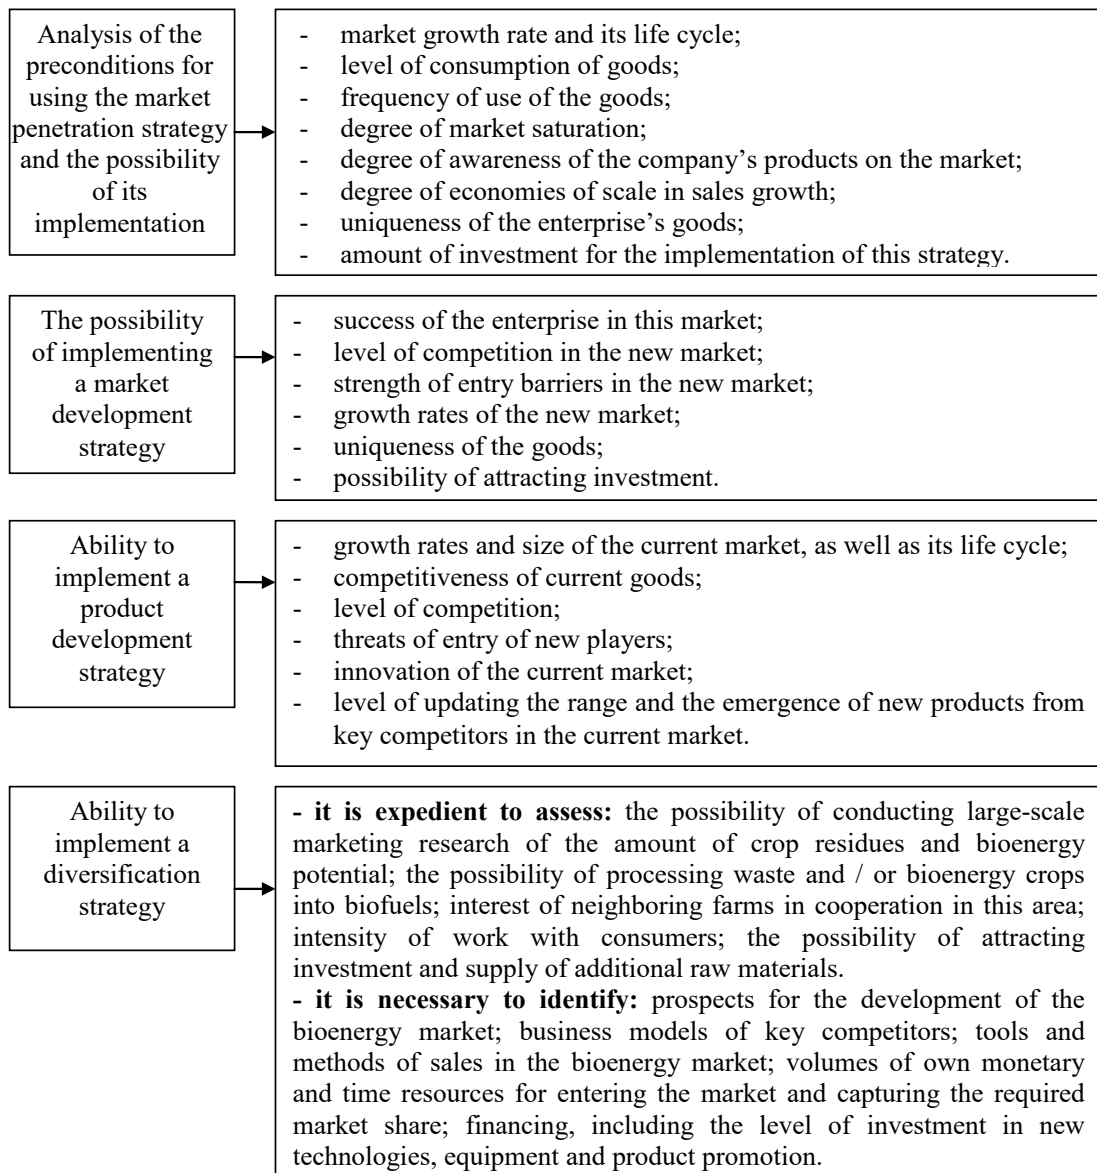 Analysis of the
preconditions for
using the market
penetration strategy
and the possibility
of its
implementation
- market growth rate and its life cycle;
- level of consumption of goods;
- frequency of use of the goods;
- degree of market saturation;
- degree of awareness of the company’s products on the market;
- degree of economies of scale in sales growth;
- uniqueness of the enterprise’s goods;
- amount of investment for the implementation of this strategy.
The possibility
of implementing
a market
development
strategy
- success of the enterprise in this market;
- level of competition in the new market;
- strength of entry barriers in the new market;
- growth rates of the new market;
- uniqueness of the goods;
- possibility of attracting investment.
Ability to
implement a
product
development
strategy
- growth rates and size of the current market, as well as its life cycle;
- competitiveness of current goods;
- level of competition;
- threats of entry of new players;
- innovation of the current market;
- level of updating the range and the emergence of new products from
key competitors in the current market.
Ability to
implement a
diversification
strategy
- it is expedient to assess: the possibility of conducting large-scale
marketing research of the amount of crop residues and bioenergy
potential; the possibility of processing waste and / or bioenergy crops
into biofuels; interest of neighboring farms in cooperation in this area;
intensity of work with consumers; the possibility of attracting
investment and supply of additional raw materials.
- it is necessary to identify: prospects for the development of the
bioenergy market; business models of key competitors; tools and
methods of sales in the bioenergy market; volumes of own monetary
and time resources for entering the market and capturing the required
market share; financing, including the level of investment in new
technologies, equipment and product promotion.